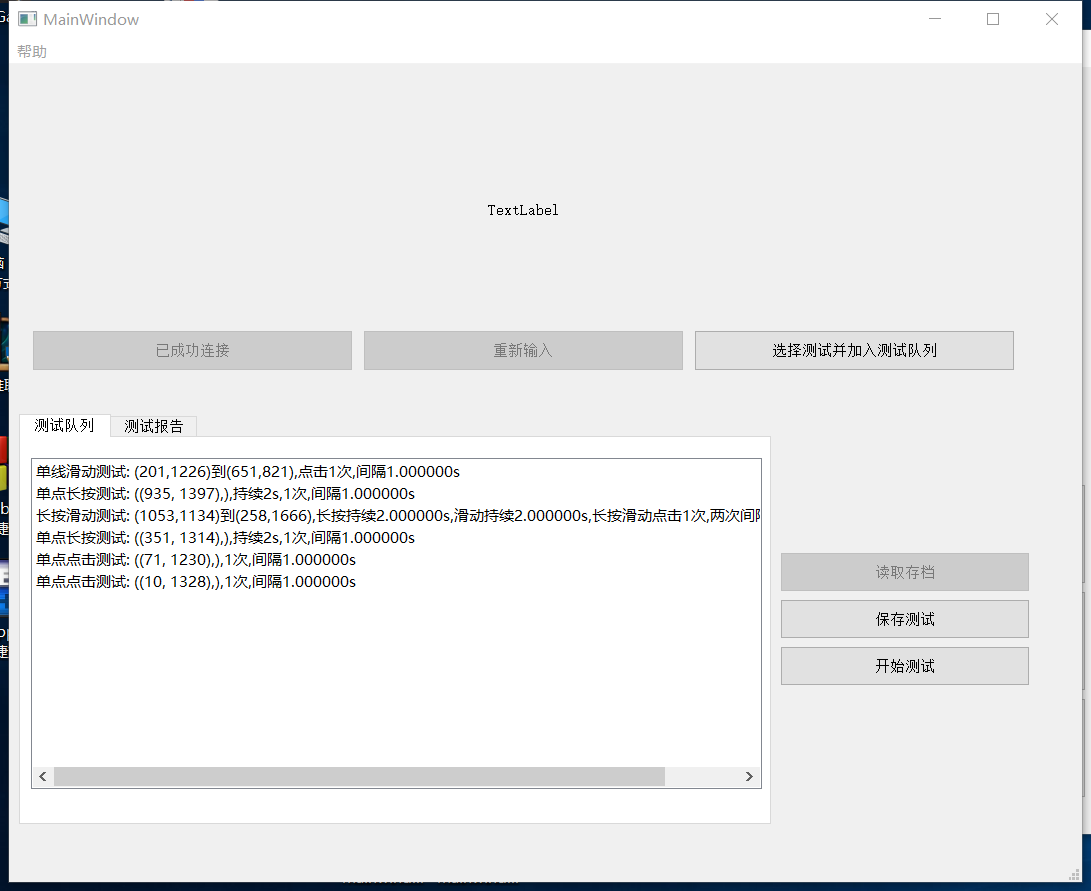 MainWindow
帮助
TextLabel
已成功连接
重新输入
选择测试并加入测试队列
测试队列
测试报告
单线滑动测试: (201,1226)到(651,821),点击1次,间隔1.000000s
单点长按测试: ((935, 1397),),持续2s,1次,间隔1.000000s
长按滑动测试: (1053,1134)到(258,1666),长按持续2.000000s,滑动持续2.000000s,长按滑动点击1次,两次间
单点长按测试: ((351, 1314),),持续2s,1次,间隔1.000000s
单点点击测试: ((71, 1230),),1次,间隔1.000000s
单点点击测试: ((10, 1328),),1次,间隔1.000000s
读取存档
保存测试
开始测试